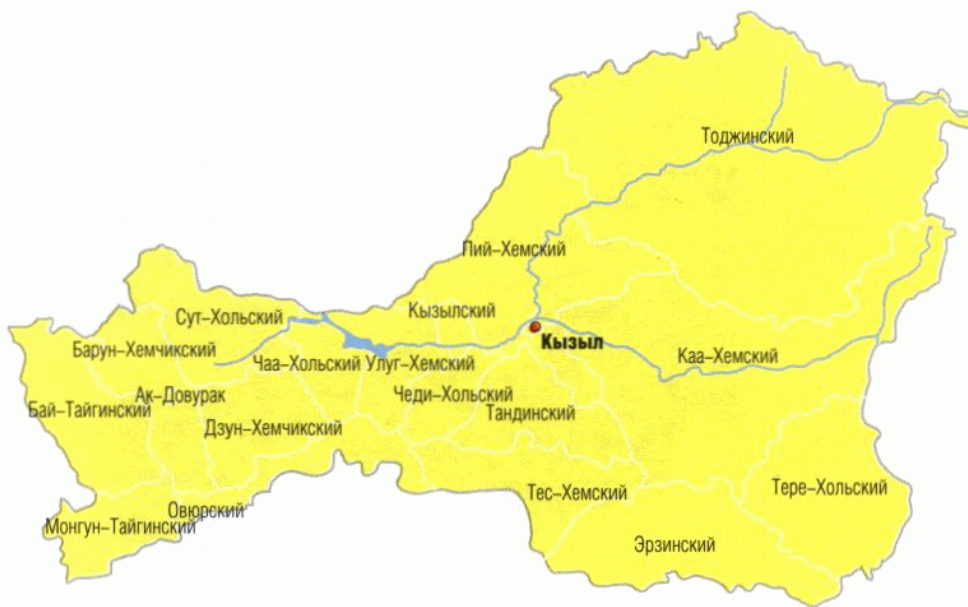 Тоджинский
Пий-Хемский
Сут-Хольский
Кызылский
Кызыл
Барун-Хемчикский
Каа-Хемский
Чаа-Хольский
Улуг-Хемский
Ак-Довурак
Чеди-Хольский
Бай-Тайгинский
Тандинский
Дзун-Хемчикский
Тес-Хемский
Тере-Хольский
Овюрский
Монгун-Тайгинский
Эрзинский